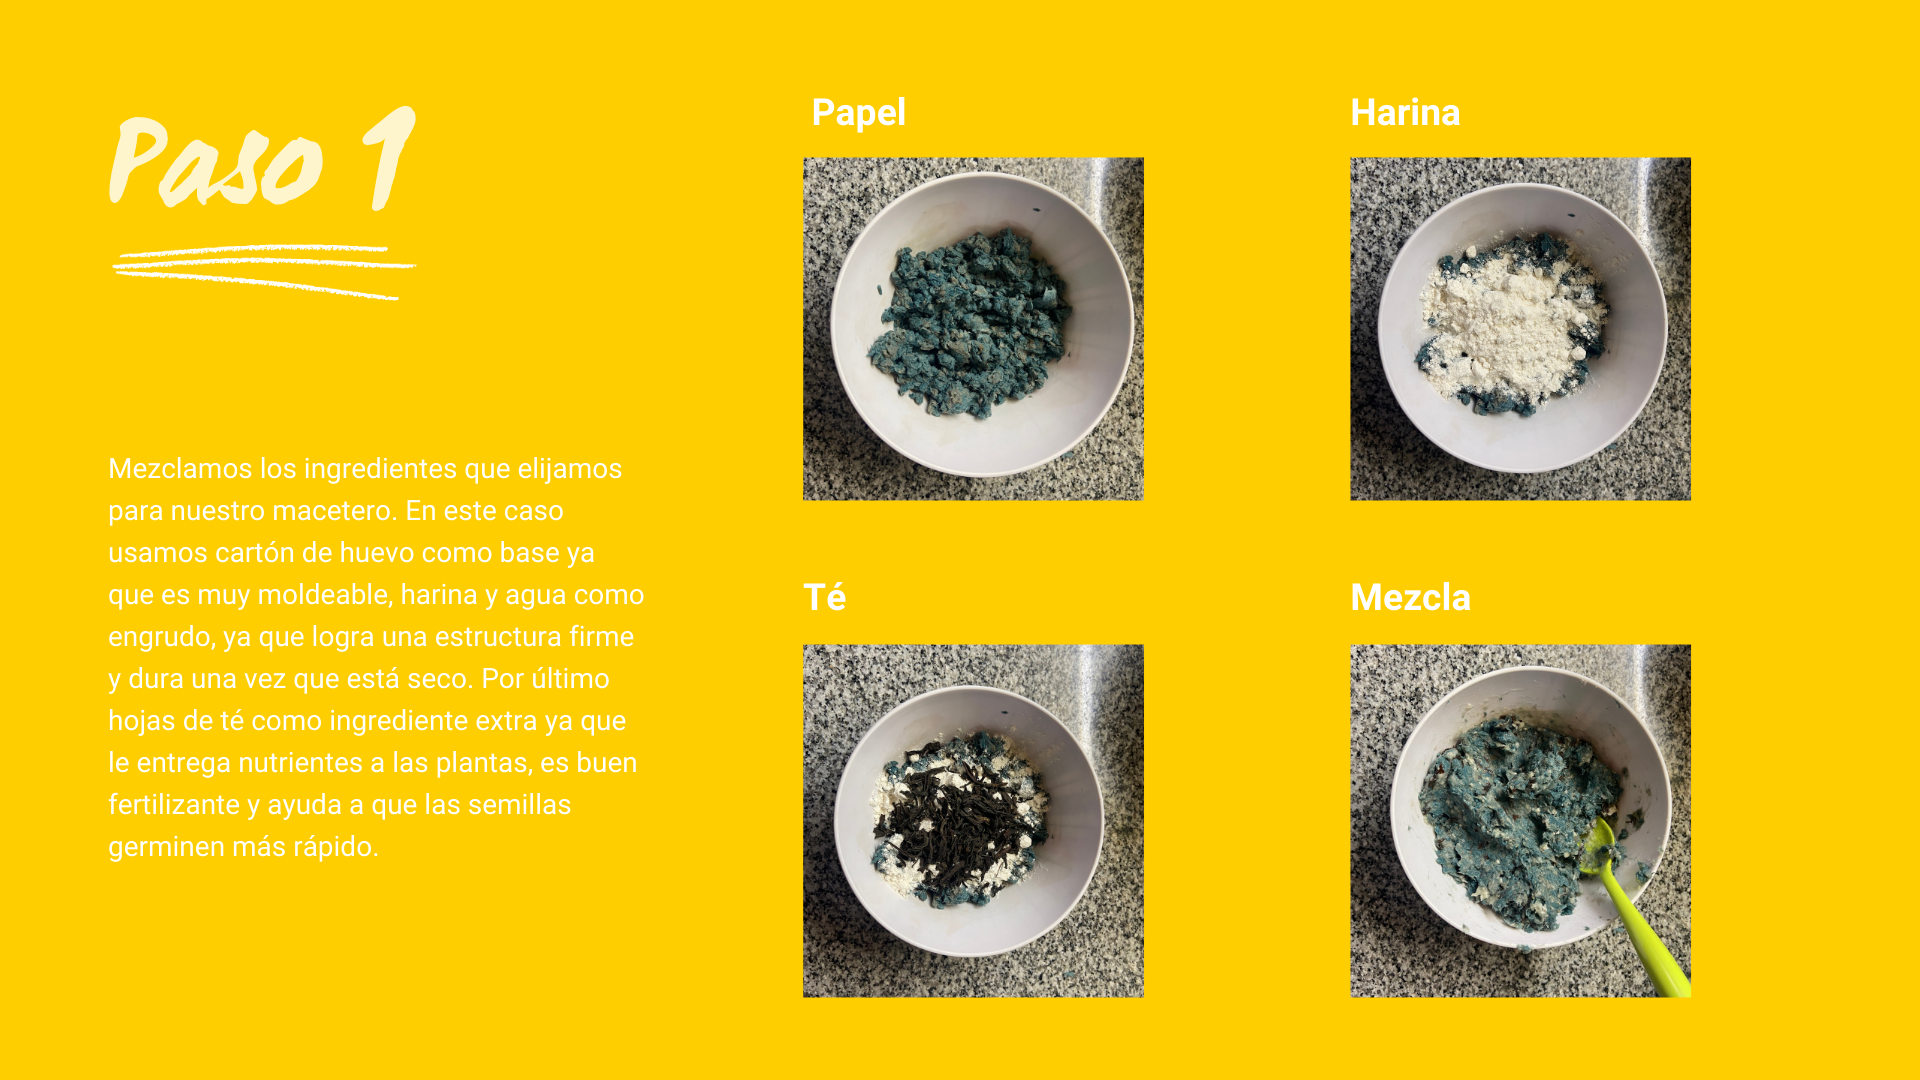 Paso 1
Mezclamos los ingredientes que elijamos
para nuestro macetero. En este caso
usamos cartón de huevo como base ya
que es muy moldeable, harina y agua como
engrudo, ya que logra una estructura firme
y dura una vez que está seco. Por último
hojas de té como ingrediente extra ya que
le entrega nutrientes a las plantas, es buen
fertilizante y ayuda a que las semillas
germinen más rápido.
Papel
Harina
Té
Mezcla